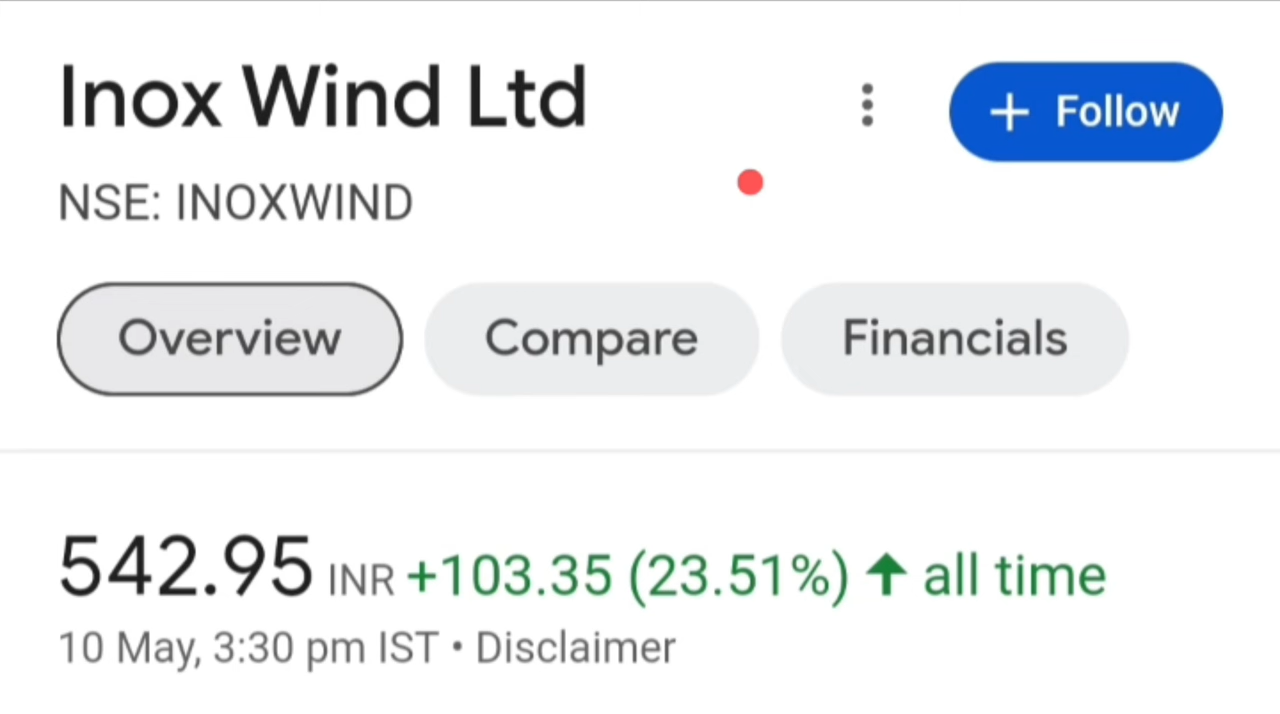 Inox Wind Ltd
+ Follow
NSE: INOXWIND
Overview
Compare
Financials
542.95 INR +103.35 (23.51%) ↑ all time
10 May, 3:30 pm IST • Disclaimer